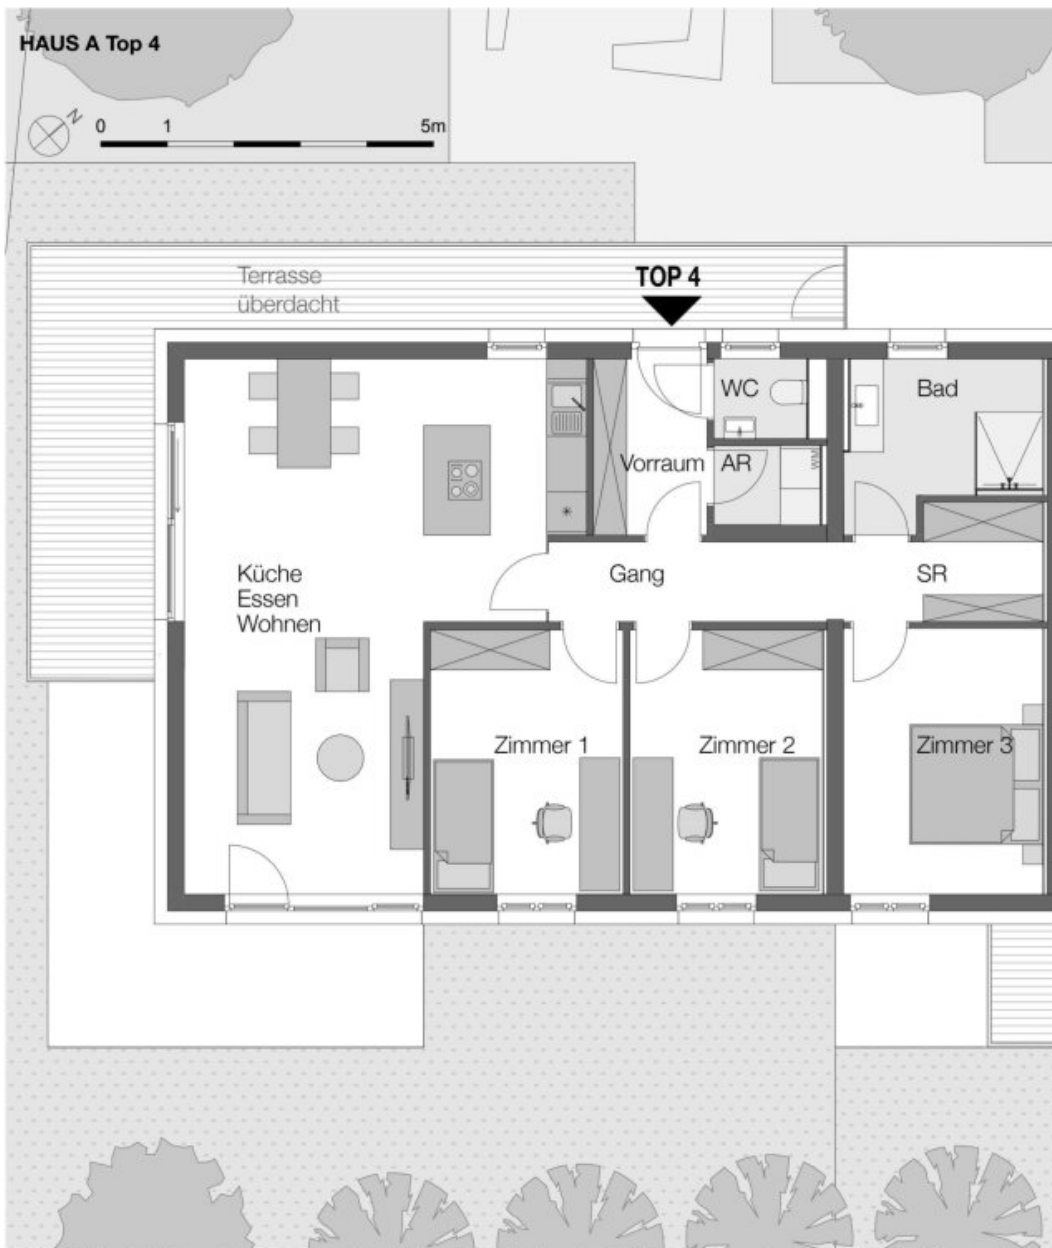 HAUS A Top 4
N
0 1 5m
Terrasse
überdacht
TOP 4
WC
Bad
Vorraum
AR
WM
Küche
Essen
Wohnen
Gang
SR
Zimmer 1
Zimmer 2
Zimmer 3